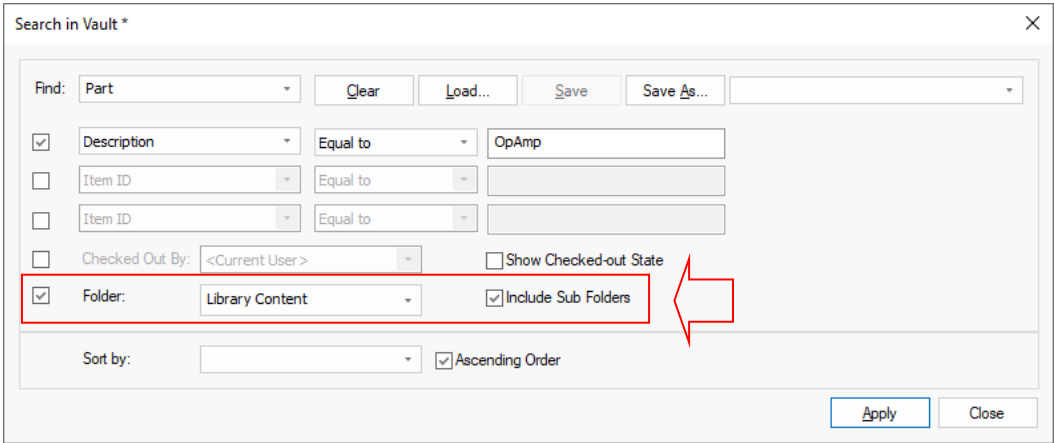 Search in Vault *
Find: Part Clear Load... Save Save As...
Description Equal to OpAmp
Item ID Equal to
Item ID Equal to
Checked Out By: <Current User> Show Checked-out State
Folder: Library Content Include Sub Folders
Sort by: Ascending Order
Apply Close